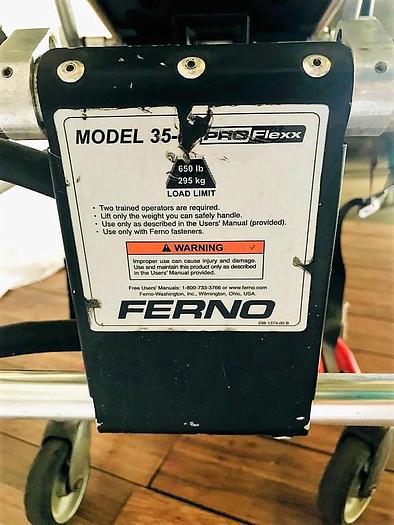 MODEL 35- PRO Flexx
650 lb
295 kg
LOAD LIMIT
• Two trained operators are required.
• Lift only the weight you can safely handle.
• Use only as described in the Users' Manual (provided).
• Use only with Ferno fasteners.
WARNING
Improper use can cause injury and damage.
Use and maintain this product only as described
in the Users' Manual provided.
Free Users' Manuals: 1-800-733-3766 or www.ferno.com
Ferno-Washington, Inc., Wilmington, Ohio, USA
FERNO